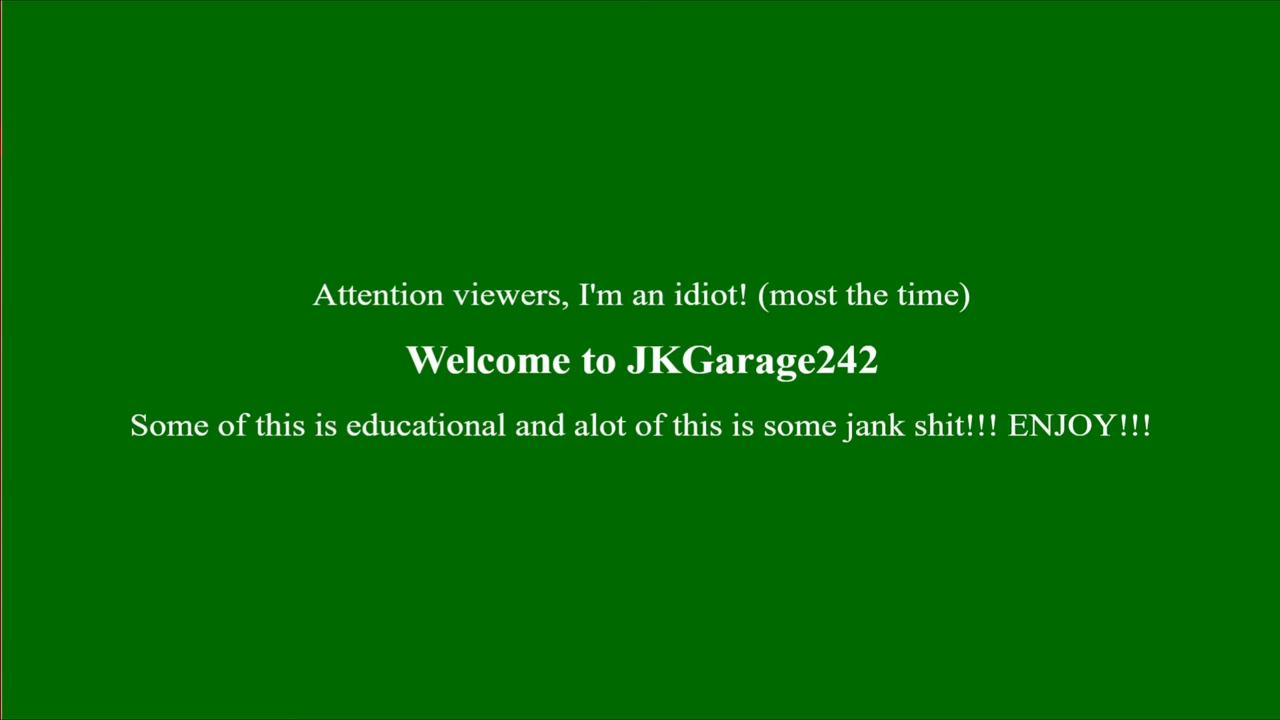 Attention viewers, I'm an idiot! (most the time)
Welcome to JKGarage242
Some of this is educational and alot of this is some jank shit!!! ENJOY!!!